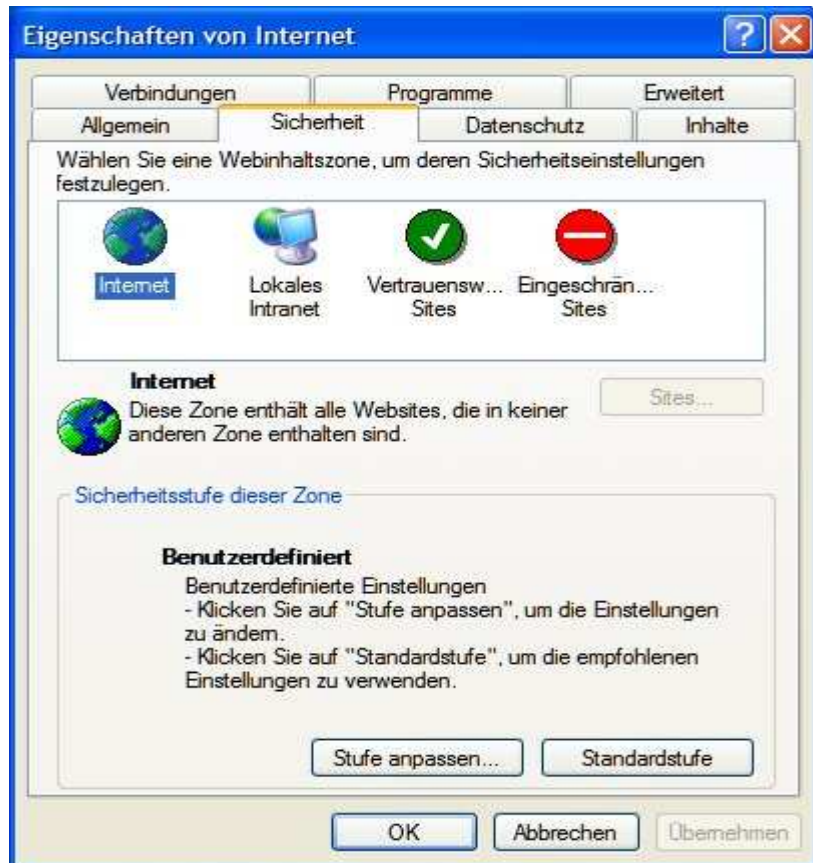 Eigenschaften von Internet
Verbindungen Programme Erweitert
Allgemein Sicherheit Datenschutz Inhalte
Wählen Sie eine Webinhaltszone, um deren Sicherheitseinstellungen
festzulegen.
Internet Lokales Vertrauensw... Eingeschrän...
Intranet Sites Sites
Internet
Sites...
Diese Zone enthält alle Websites, die in keiner
anderen Zone enthalten sind.
Sicherheitsstufe dieser Zone
Benutzerdefiniert
Benutzerdefinierte Einstellungen
- Klicken Sie auf "Stufe anpassen", um die Einstellungen
zu ändern.
- Klicken Sie auf "Standardstufe", um die empfohlenen
Einstellungen zu verwenden.
Stufe anpassen... Standardstufe
OK Abbrechen Übernehmen